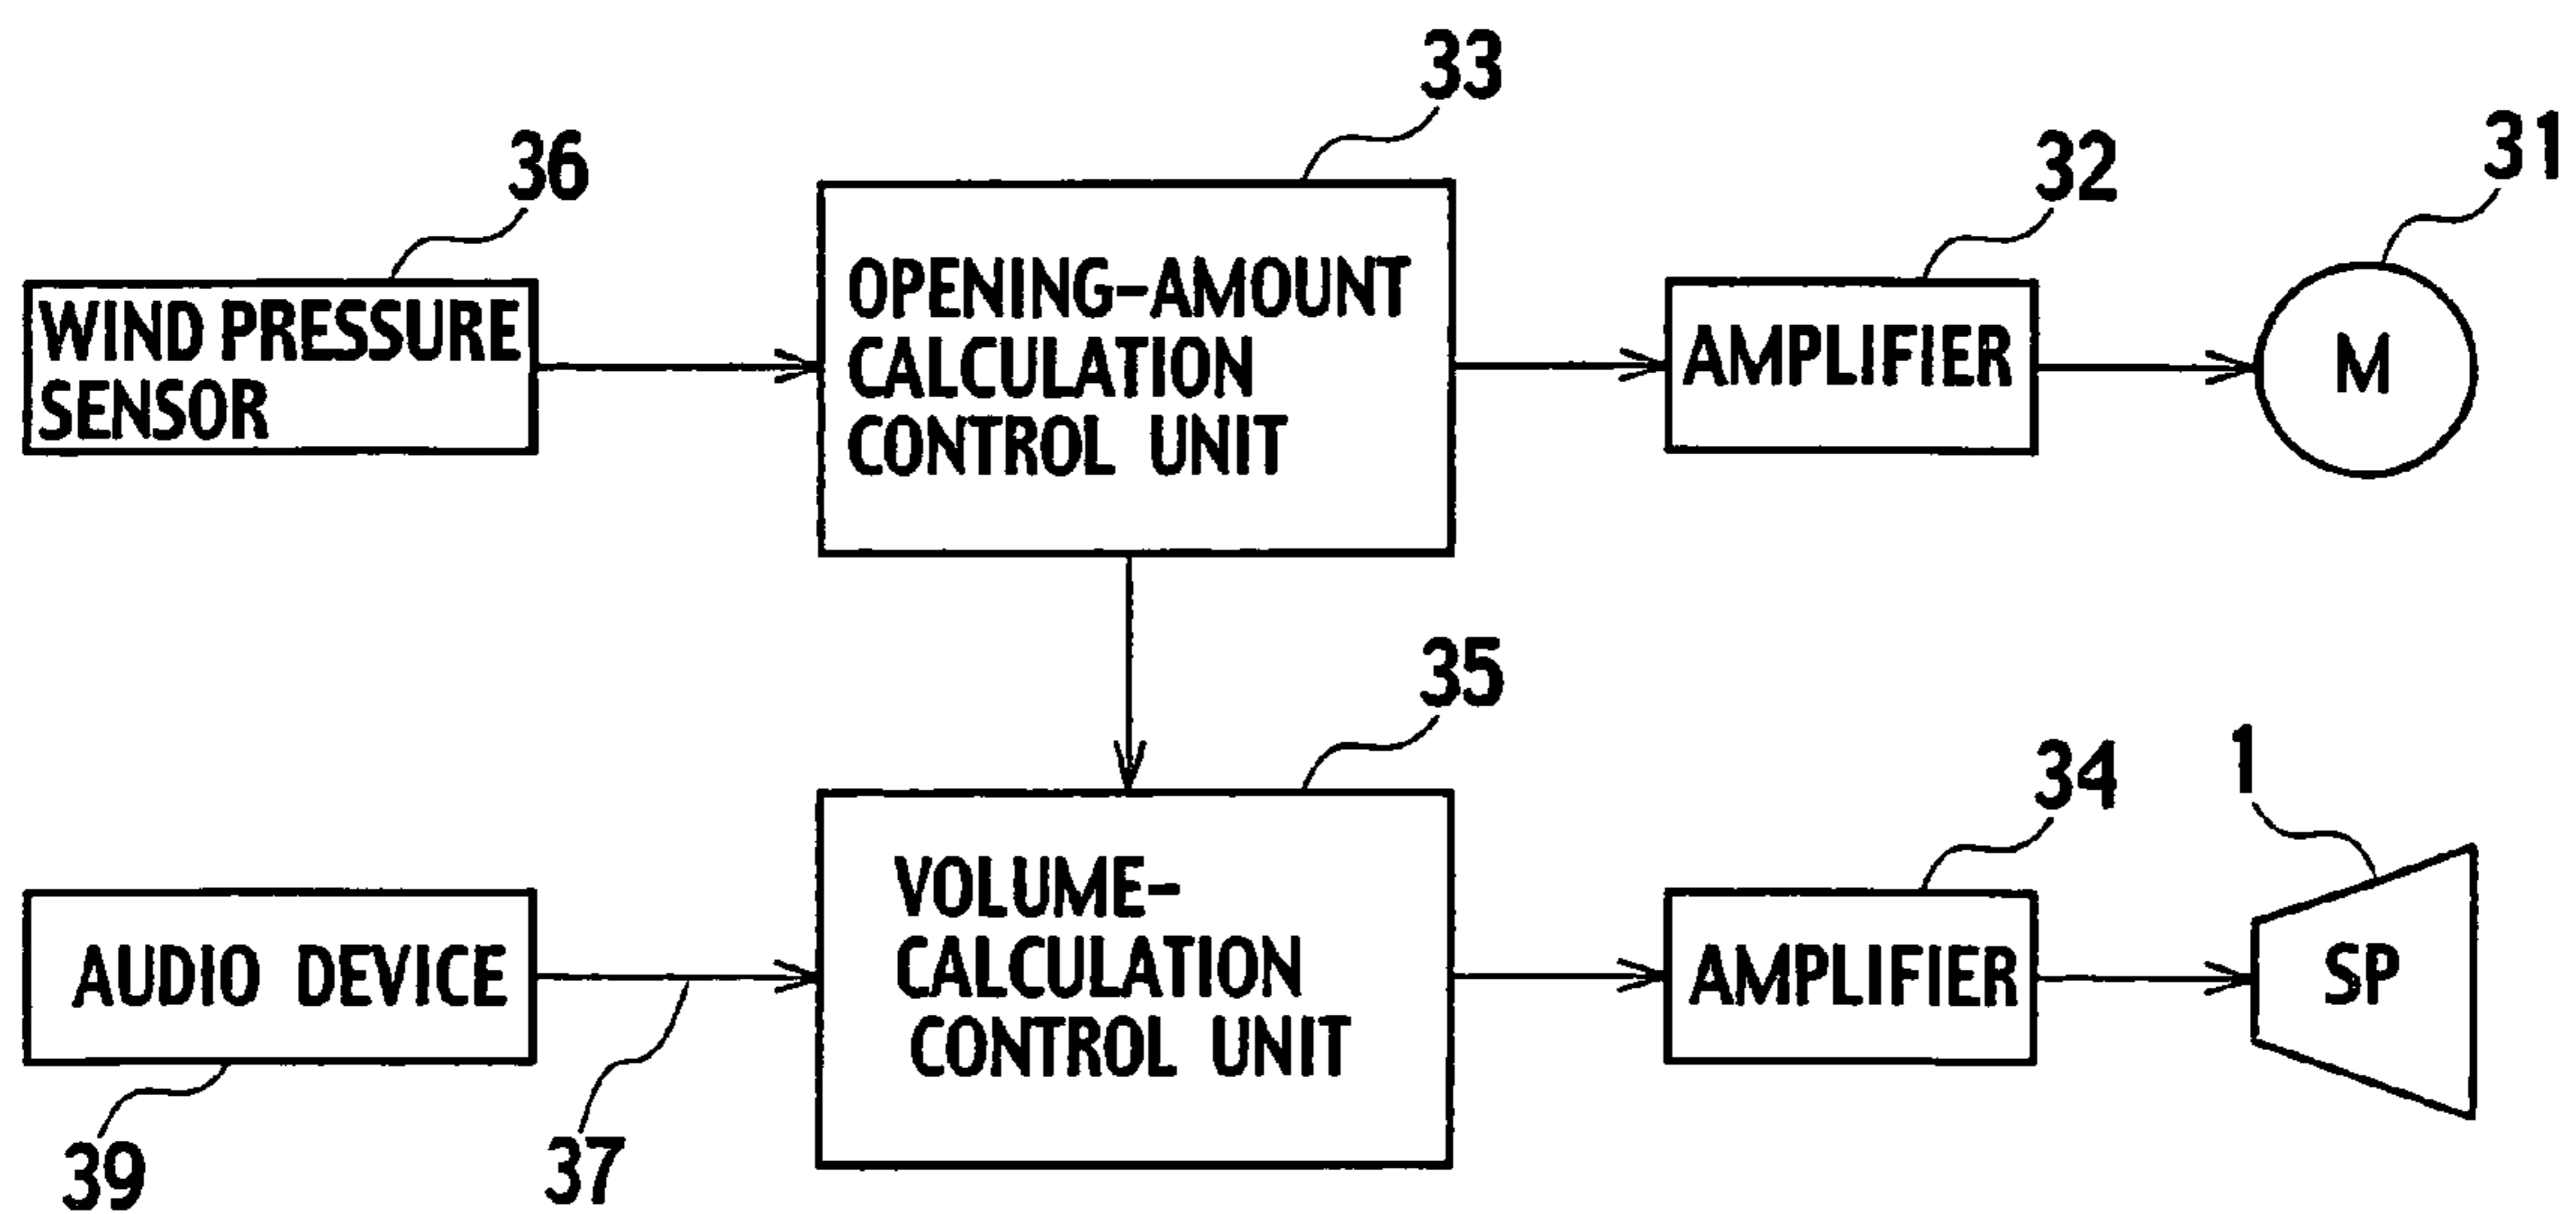 33
36
32
31
WIND PRESSURE
SENSOR
OPENING-AMOUNT
CALCULATION
CONTROL UNIT
AMPLIFIER
M
35
34
1
AUDIO DEVICE
VOLUME-
CALCULATION
CONTROL UNIT
AMPLIFIER
SP
39
37